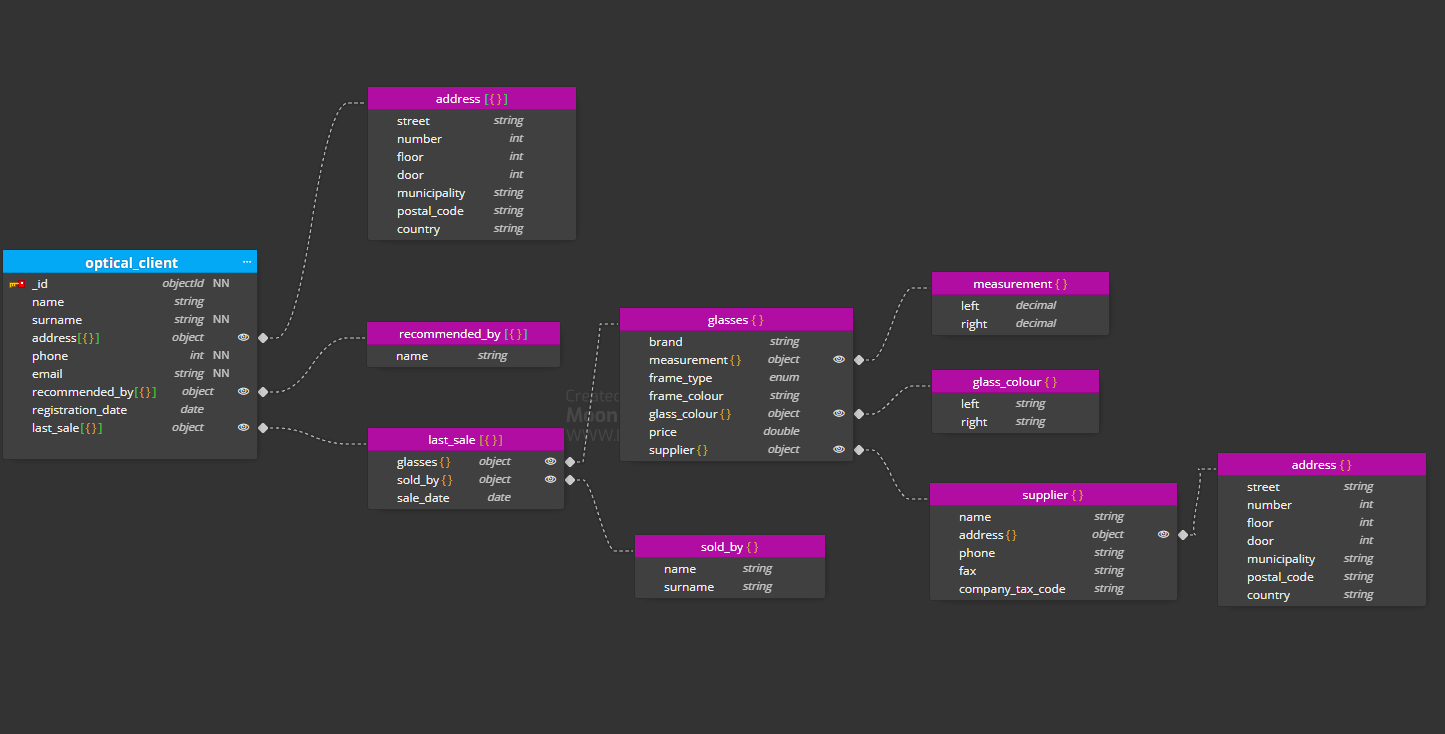 address [{}]
street string
number int
floor int
door int
municipality string
postal_code string
country string
optical_client ...
_id objectId NN
name string
surname string NN
address[{}] object
phone int NN
email string NN
recommended_by[{}] object
registration_date date
last_sale[{}] object
recommended_by [{}]
name string
last_sale [{}]
glasses{} object
sold_by{} object
sale_date date
Created
Moon
glasses {}
brand string
measurement{} object
frame_type enum
frame_colour string
glass_colour{} object
price double
supplier{} object
sold_by {}
name string
surname string
measurement {}
left decimal
right decimal
glass_colour {}
left string
right string
supplier {}
name string
address{} object
phone string
fax string
company_tax_code string
address {}
street string
number int
floor int
door int
municipality string
postal_code string
country string